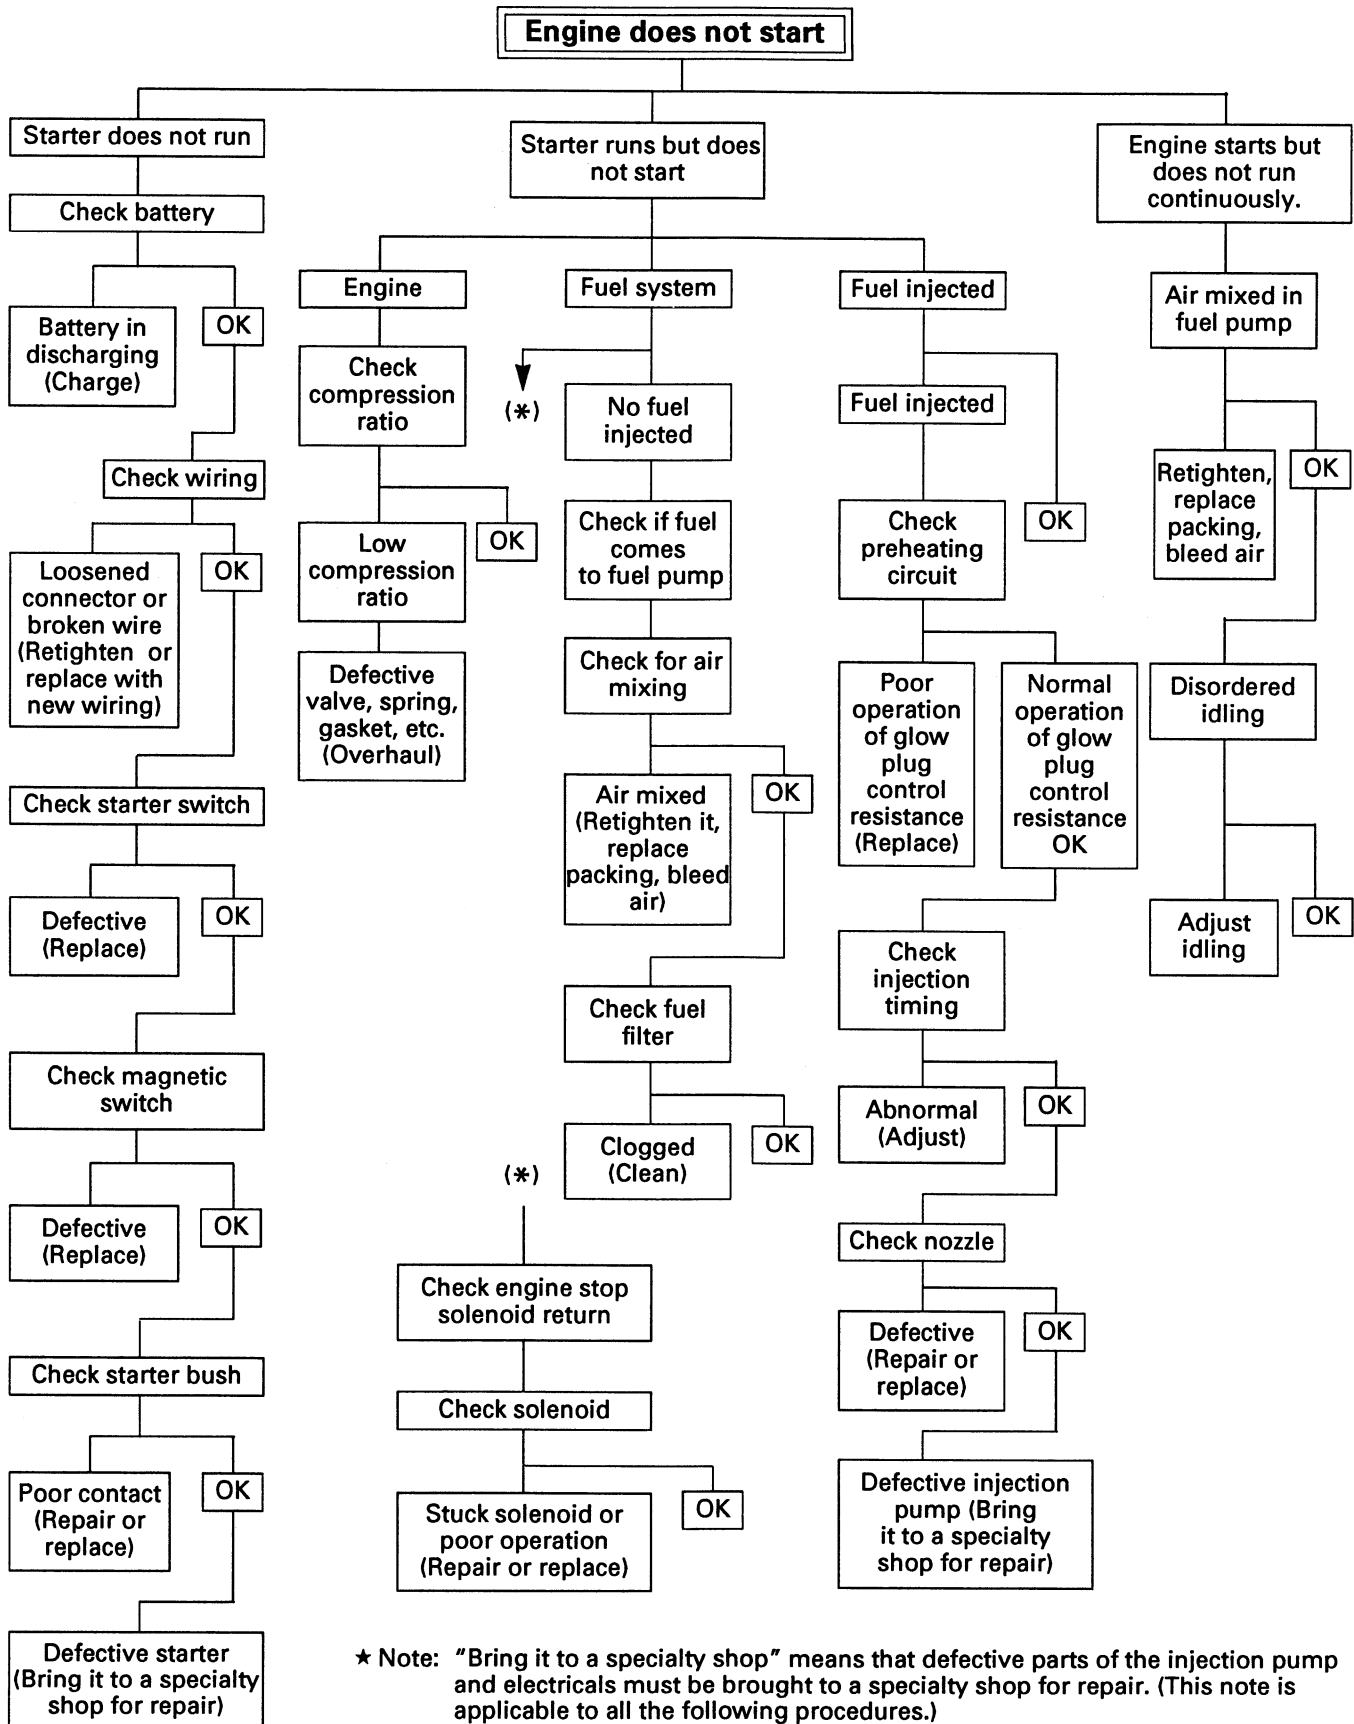 Engine does not start
Starter does not run
Check battery
Battery in
discharging
(Charge)
OK
Check wiring
Loosened
connector or
broken wire
(Retighten or
replace with
new wiring)
OK
Check starter switch
Defective
(Replace)
OK
Check magnetic
switch
Defective
(Replace)
OK
Check starter bush
Poor contact
(Repair or
replace)
OK
Defective starter
(Bring it to a specialty
shop for repair)
Starter runs but does
not start
Engine
Check
compression
ratio
Low
compression
ratio
OK
Defective
valve, spring,
gasket, etc.
(Overhaul)
Fuel system
(*)
No fuel
injected
Check if fuel
comes
to fuel pump
Check for air
mixing
Air mixed
(Retighten it,
replace
packing, bleed
air)
OK
Check fuel
filter
Clogged
(Clean)
OK
(*)
Check engine stop
solenoid return
Check solenoid
Stuck solenoid or
poor operation
(Repair or replace)
OK
Fuel injected
Fuel injected
OK
Check
preheating
circuit
Poor
operation
of glow
plug
control
resistance
(Replace)
Normal
operation
of glow
plug
control
resistance
OK
Check
injection
timing
Abnormal
(Adjust)
OK
Check nozzle
Defective
(Repair or
replace)
OK
Defective injection
pump (Bring
it to a specialty
shop for repair)
Engine starts but
does not run
continuously.
Air mixed in
fuel pump
Retighten,
replace
packing,
bleed air
OK
Disordered
idling
Adjust
idling
OK
★ Note: "Bring it to a specialty shop" means that defective parts of the injection pump
and electricals must be brought to a specialty shop for repair. (This note is
applicable to all the following procedures.)